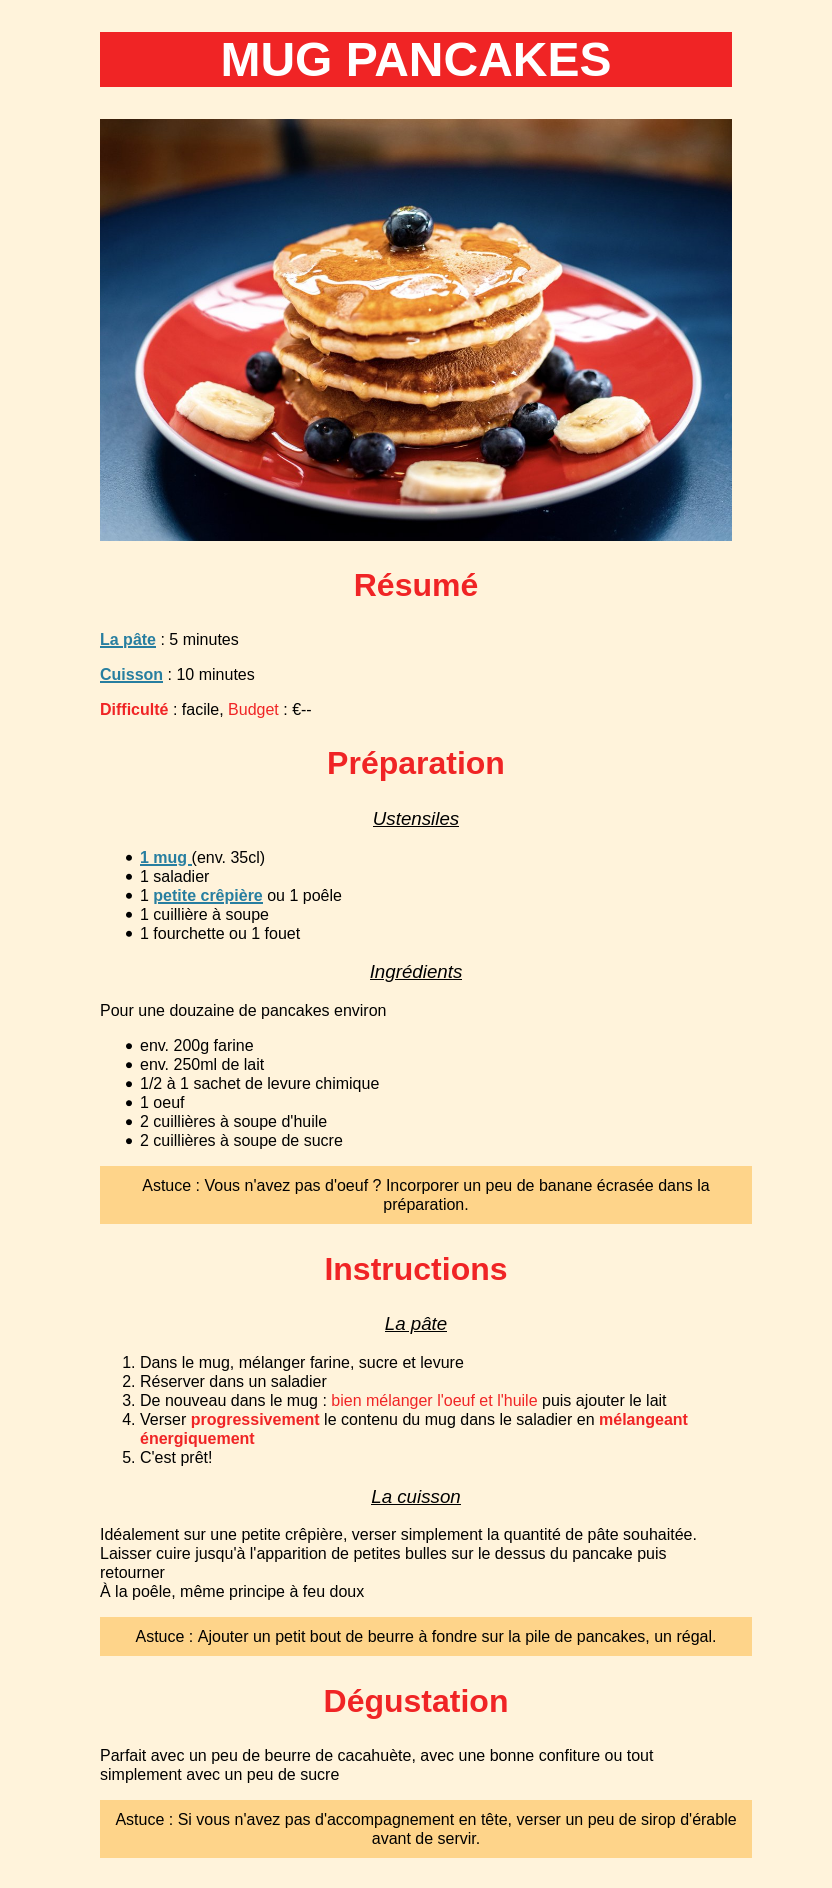 MUG PANCAKES
Résumé
La pâte : 5 minutes
Cuisson : 10 minutes
Difficulté : facile, Budget : €--
Préparation
Ustensiles
1 mug (env. 35cl)
1 saladier
1 petite crêpière ou 1 poêle
1 cuillière à soupe
1 fourchette ou 1 fouet
Ingrédients
Pour une douzaine de pancakes environ
env. 200g farine
env. 250ml de lait
1/2 à 1 sachet de levure chimique
1 oeuf
2 cuillières à soupe d'huile
2 cuillières à soupe de sucre
Astuce : Vous n'avez pas d'oeuf ? Incorporer un peu de banane écrasée dans la
préparation.
Instructions
La pâte
1. Dans le mug, mélanger farine, sucre et levure
2. Réserver dans un saladier
3. De nouveau dans le mug : bien mélanger l'oeuf et l'huile puis ajouter le lait
4. Verser progressivement le contenu du mug dans le saladier en mélangeant
énergiquement
5. C'est prêt!
La cuisson
Idéalement sur une petite crêpière, verser simplement la quantité de pâte souhaitée.
Laisser cuire jusqu'à l'apparition de petites bulles sur le dessus du pancake puis
retourner
À la poêle, même principe à feu doux
Astuce : Ajouter un petit bout de beurre à fondre sur la pile de pancakes, un régal.
Dégustation
Parfait avec un peu de beurre de cacahuète, avec une bonne confiture ou tout
simplement avec un peu de sucre
Astuce : Si vous n'avez pas d'accompagnement en tête, verser un peu de sirop d'érable
avant de servir.